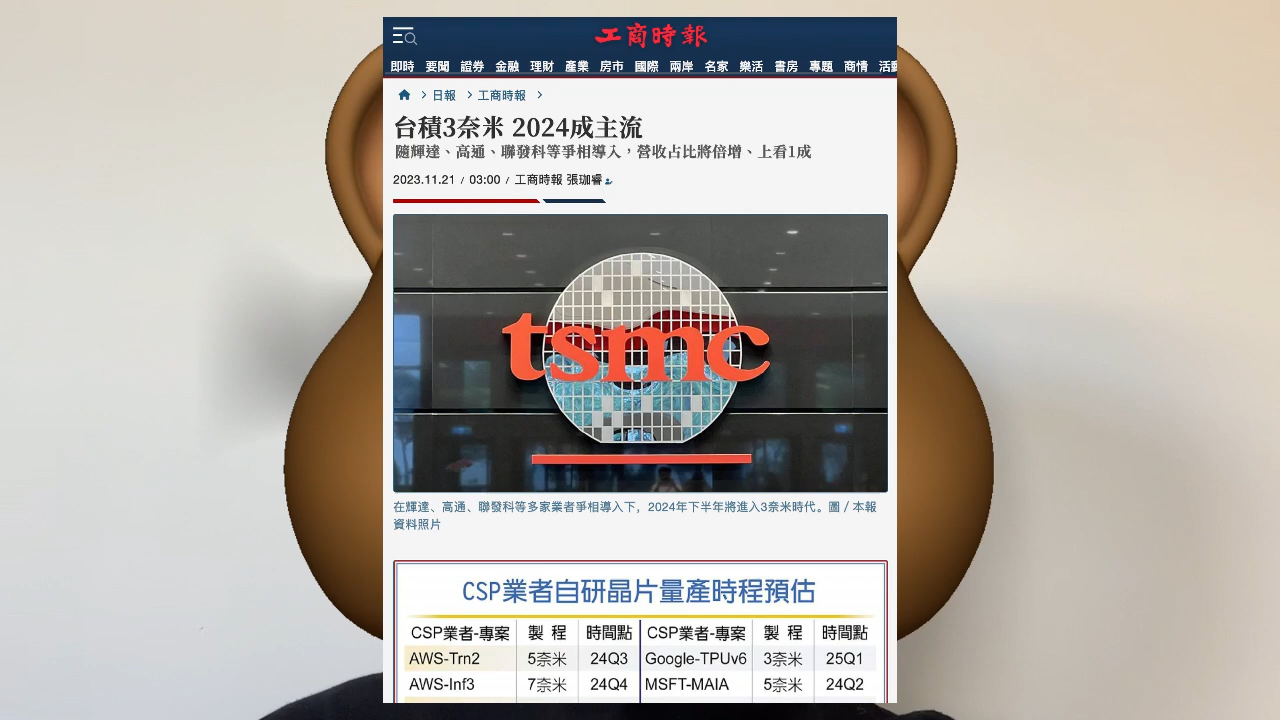 工商時報
即時 要聞 證券 金融 理財 產業 房市 國際 兩岸 名家 樂活 書房 專題 商情 活動
日報 工商時報
台積3奈米 2024成主流
隨輝達、高通、聯發科等爭相導入，營收占比將倍增、上看1成
2023.11.21 / 03:00 / 工商時報 張珈睿
tsmc
在輝達、高通、聯發科等多家業者爭相導入下，2024年下半年將進入3奈米時代。圖／本報
資料照片
CSP業者自研晶片量產時程預估
CSP業者-專案 製 程 時間點 CSP業者-專案 製 程 時間點
AWS-Trn2 5奈米 24Q3 Google-TPUv6 3奈米 25Q1
AWS-Inf3 7奈米 24Q4 MSFT-MAIA 5奈米 24Q2